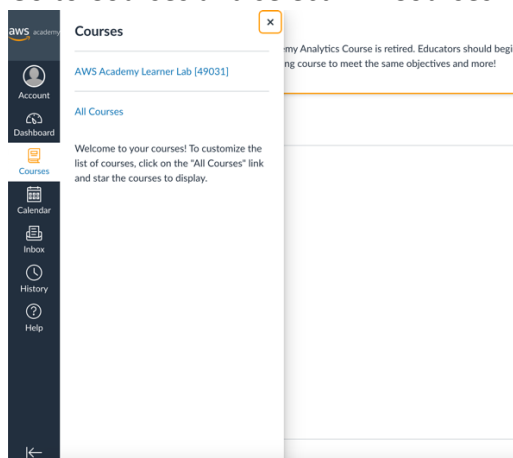 aws academy
Account
Dashboard
Courses
Calendar
Inbox
History
Help
Courses
×
AWS Academy Learner Lab [49031]
All Courses
Welcome to your courses! To customize the
list of courses, click on the "All Courses" link
and star the courses to display.
my Analytics Course is retired. Educators should begi
ng course to meet the same objectives and more!